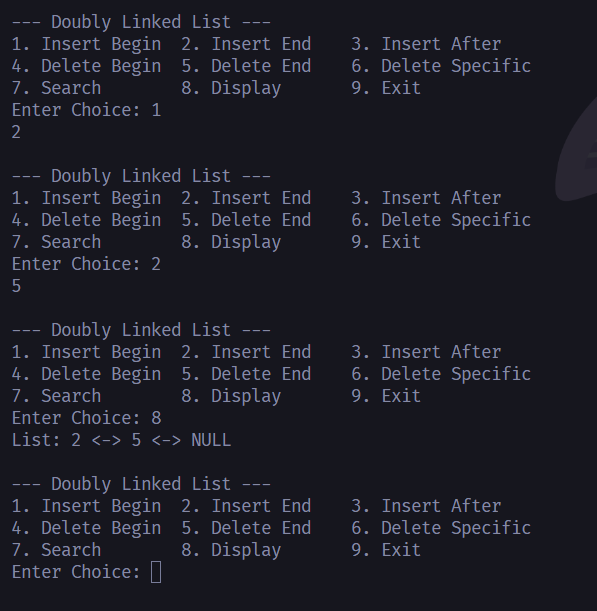 --- Doubly Linked List ---
1. Insert Begin  2. Insert End    3. Insert After
4. Delete Begin  5. Delete End    6. Delete Specific
7. Search        8. Display       9. Exit
Enter Choice: 1
2

--- Doubly Linked List ---
1. Insert Begin  2. Insert End    3. Insert After
4. Delete Begin  5. Delete End    6. Delete Specific
7. Search        8. Display       9. Exit
Enter Choice: 2
5

--- Doubly Linked List ---
1. Insert Begin  2. Insert End    3. Insert After
4. Delete Begin  5. Delete End    6. Delete Specific
7. Search        8. Display       9. Exit
Enter Choice: 8
List: 2 <-> 5 <-> NULL

--- Doubly Linked List ---
1. Insert Begin  2. Insert End    3. Insert After
4. Delete Begin  5. Delete End    6. Delete Specific
7. Search        8. Display       9. Exit
Enter Choice: